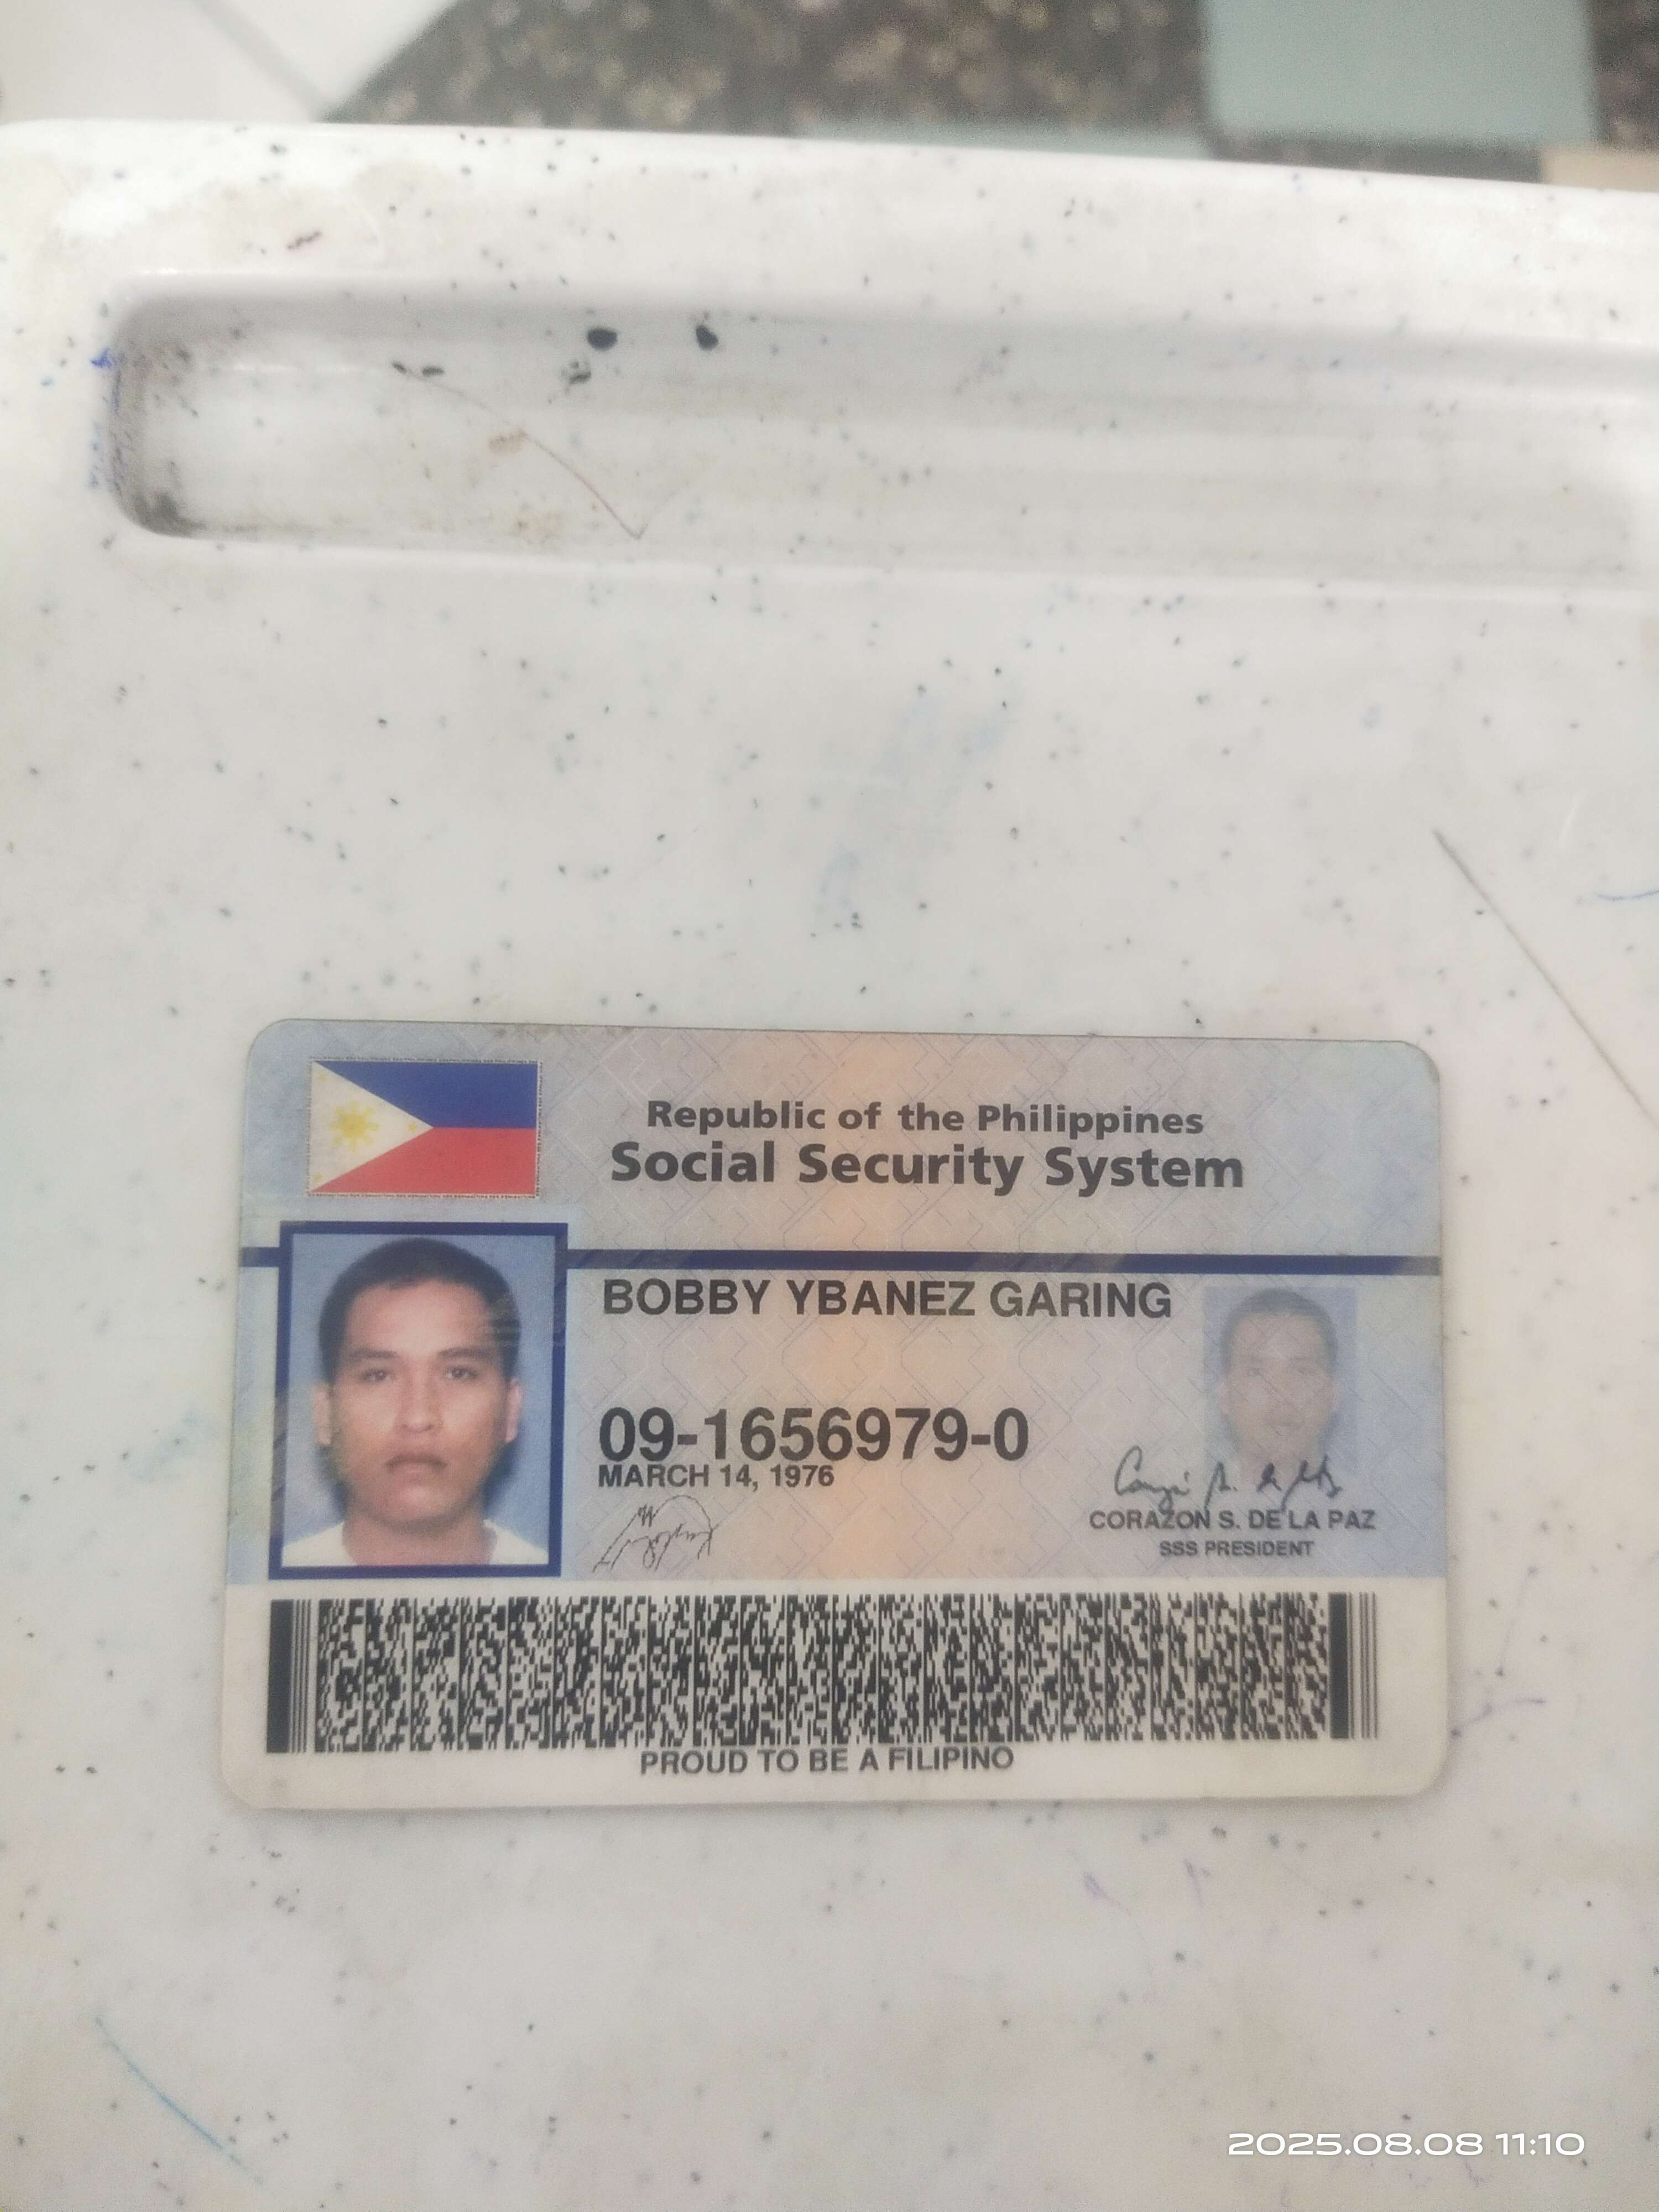 Republic of the Philippines
Social Security System
BOBBY YBANEZ GARING
09-1656979-0
MARCH 14, 1976
CORAZON S. DE LA PAZ
SSS PRESIDENT
PROUD TO BE A FILIPINO
2025.08.08 11:10